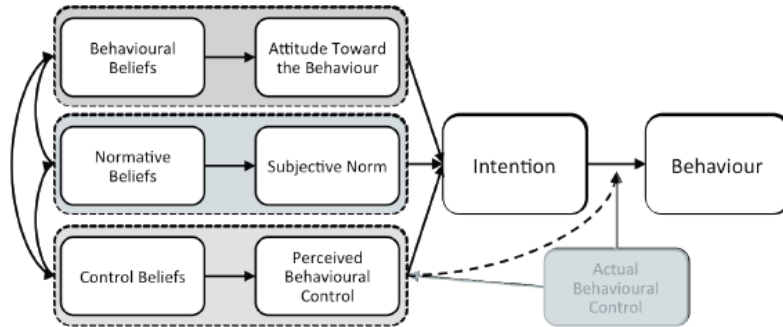 Behavioural
Beliefs
Attitude Toward
the Behaviour
Normative
Beliefs
Subjective Norm
Intention
Behaviour
Control Beliefs
Perceived
Behavioural
Control
Actual
Behavioural
Control